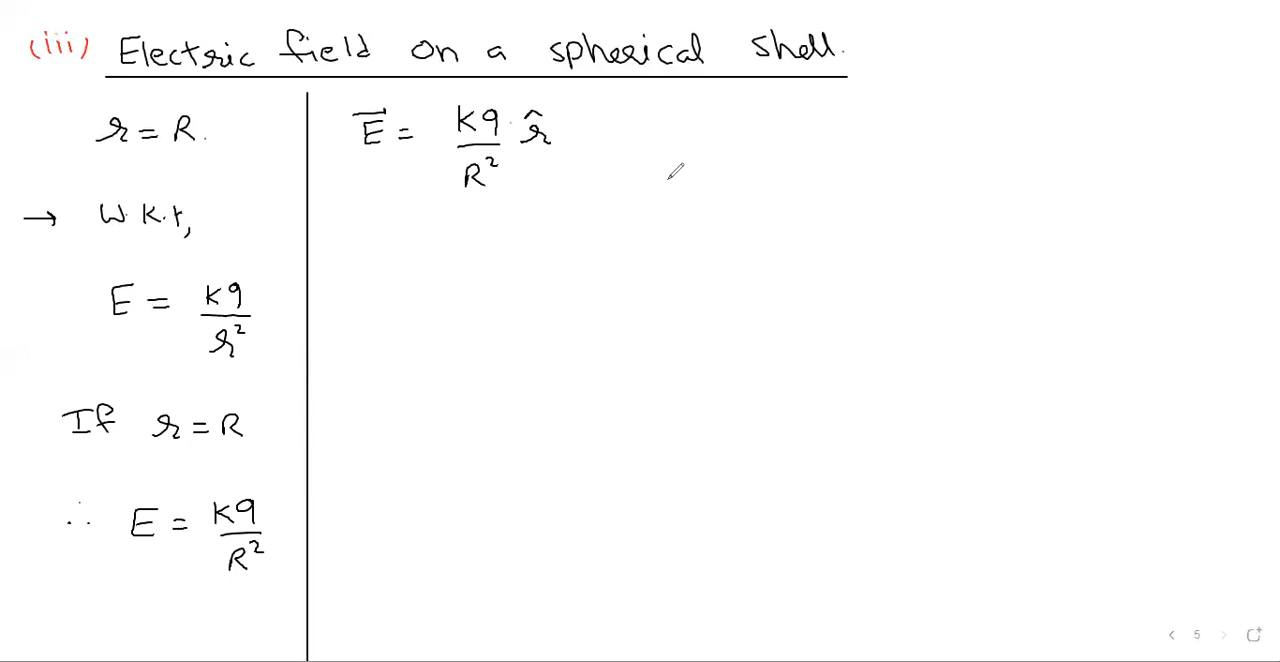 (iii) Electric field on a spherical shell.
r = R.
→ W.K.t,
E = Kq / r²
If r = R
∴ E = Kq / R²
E⃗ = Kq / R² · r̂
< 5 >